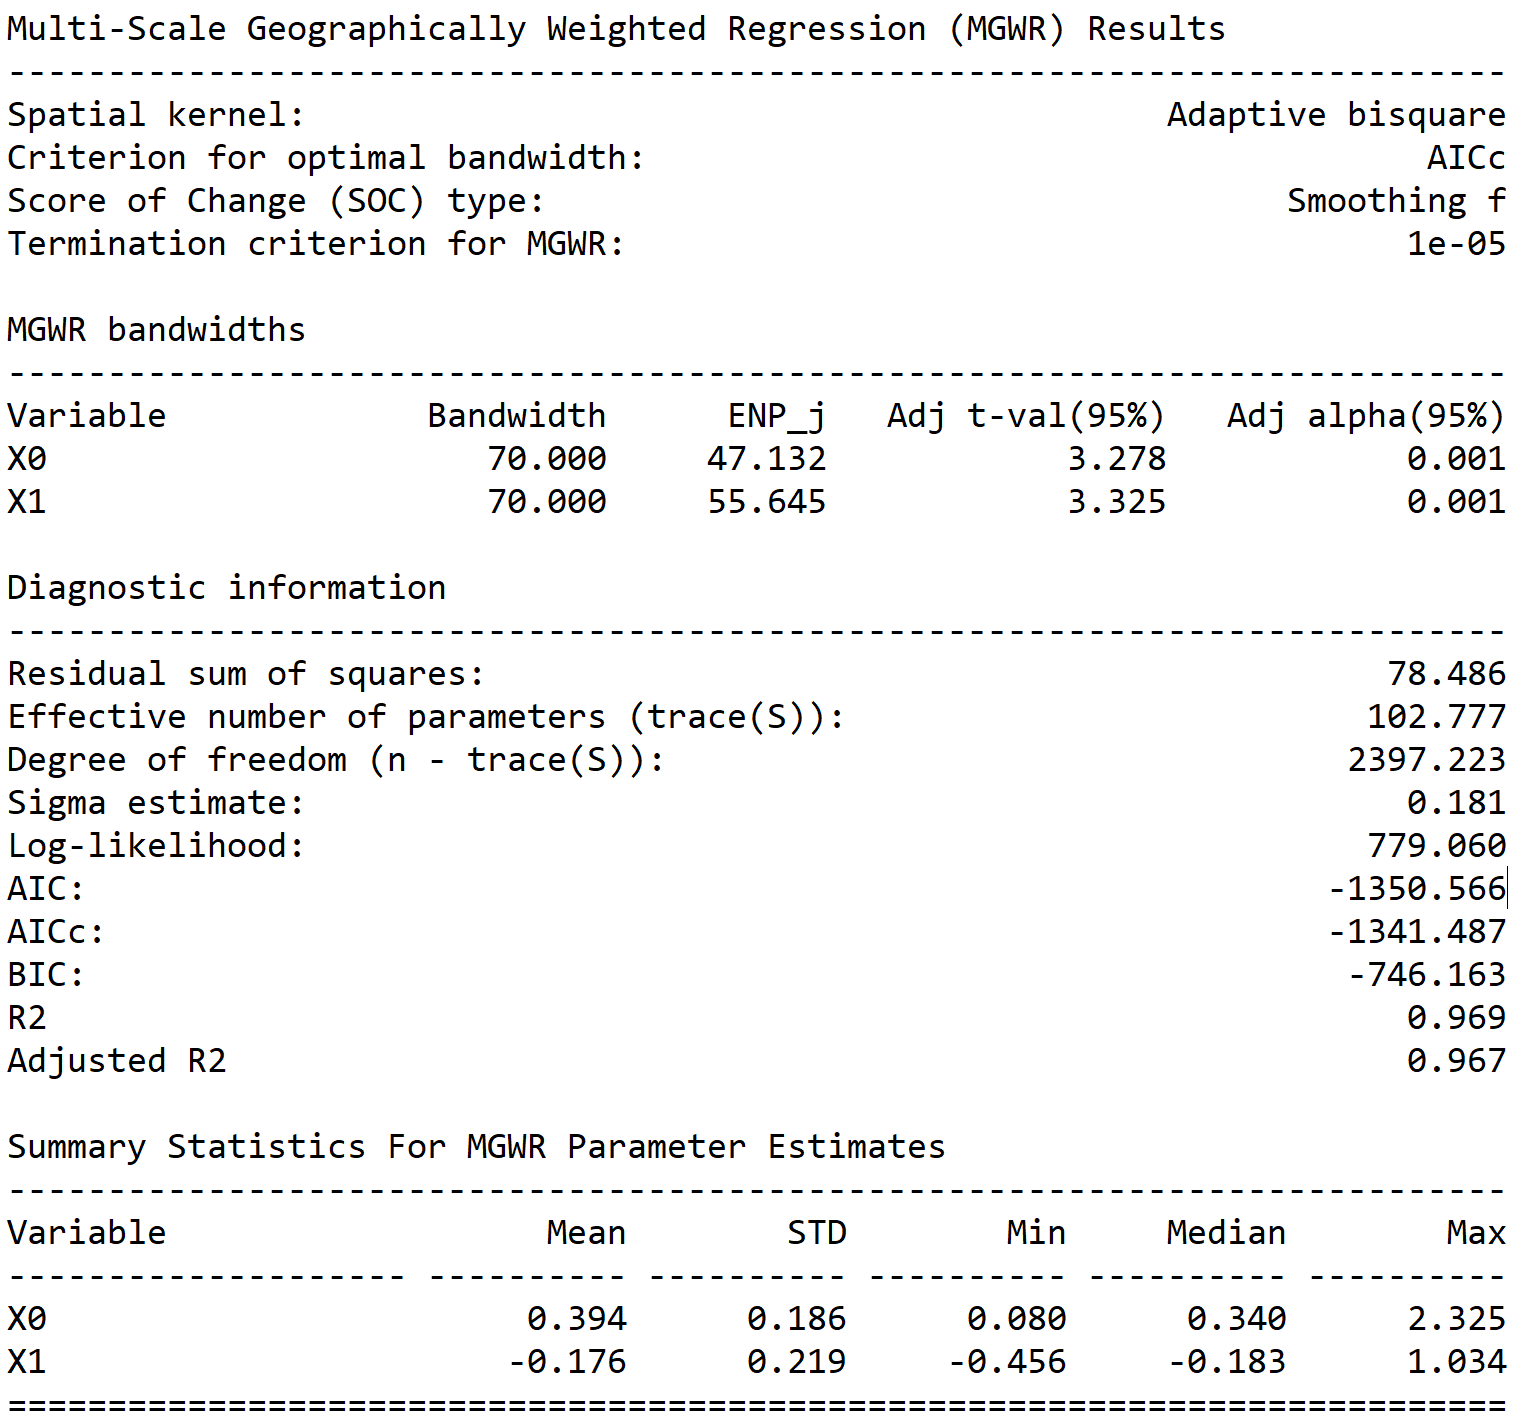 Multi-Scale Geographically Weighted Regression (MGWR) Results
---------------------------------------------------------------------------
Spatial kernel:                                           Adaptive bisquare
Criterion for optimal bandwidth:                                       AICc
Score of Change (SOC) type:                                     Smoothing f
Termination criterion for MGWR:                                       1e-05

MGWR bandwidths
---------------------------------------------------------------------------
Variable             Bandwidth      ENP_j   Adj t-val(95%)   Adj alpha(95%)
X0                      70.000     47.132            3.278            0.001
X1                      70.000     55.645            3.325            0.001

Diagnostic information
---------------------------------------------------------------------------
Residual sum of squares:                                             78.486
Effective number of parameters (trace(S)):                          102.777
Degree of freedom (n - trace(S)):                                  2397.223
Sigma estimate:                                                       0.181
Log-likelihood:                                                     779.060
AIC:                                                              -1350.566
AICc:                                                             -1341.487
BIC:                                                               -746.163
R2                                                                    0.969
Adjusted R2                                                           0.967

Summary Statistics For MGWR Parameter Estimates
---------------------------------------------------------------------------
Variable                   Mean        STD        Min     Median        Max
-------------------- ---------- ---------- ---------- ---------- ----------
X0                        0.394      0.186      0.080      0.340      2.325
X1                       -0.176      0.219     -0.456     -0.183      1.034
===========================================================================